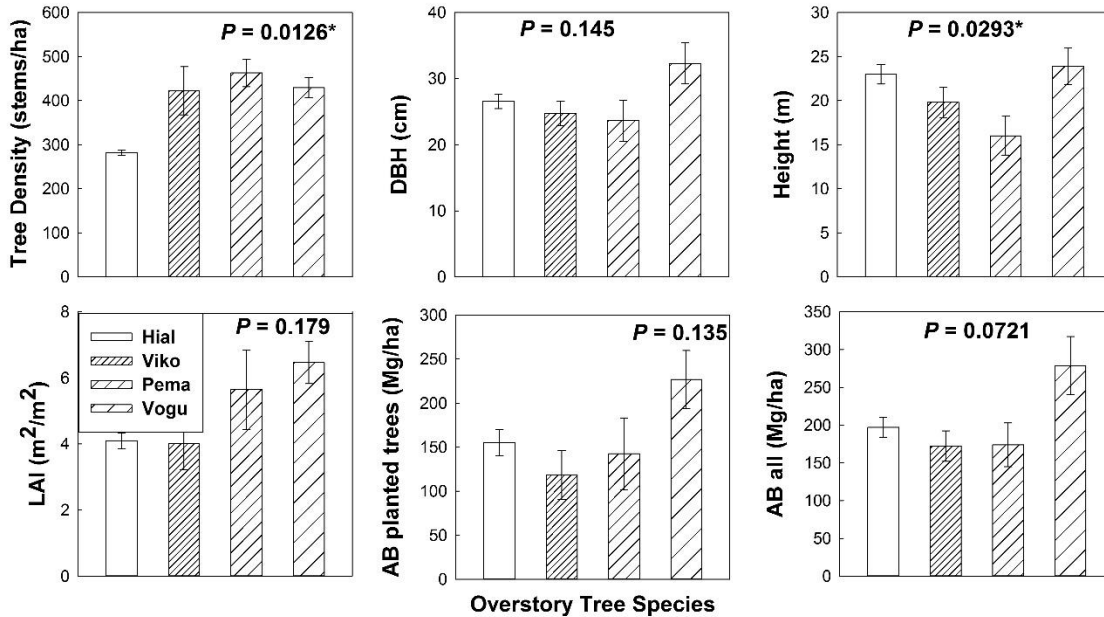 Tree Density (stems/ha)
600
500
400
300
200
100
0
P = 0.0126*
DBH (cm)
40
30
20
10
0
P = 0.145
Height (m)
30
25
20
15
10
5
0
P = 0.0293*
LAI (m²/m²)
8
6
4
2
0
P = 0.179
Hial
Viko
Pema
Vogu
AB planted trees (Mg/ha)
300
250
200
150
100
50
0
P = 0.135
AB all (Mg/ha)
350
300
250
200
150
100
50
0
P = 0.0721
Overstory Tree Species